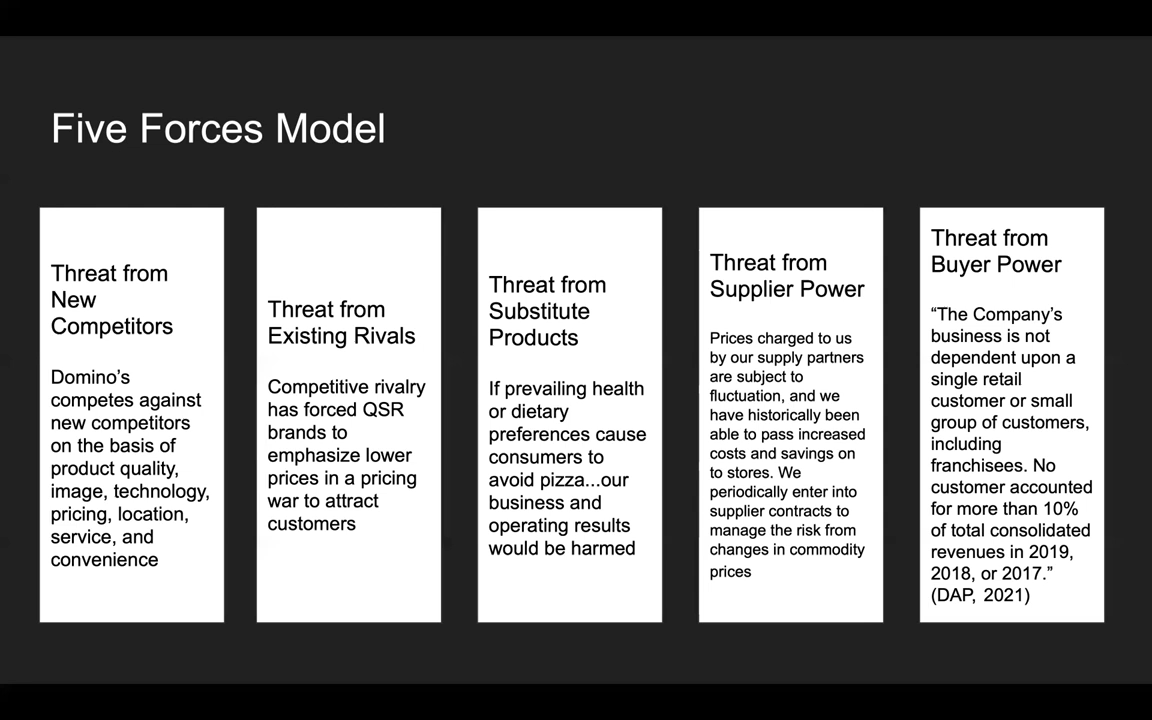 Five Forces Model
Threat from
New
Competitors
Domino’s
competes against
new competitors
on the basis of
product quality,
image, technology,
pricing, location,
service, and
convenience
Threat from
Existing Rivals
Competitive rivalry
has forced QSR
brands to
emphasize lower
prices in a pricing
war to attract
customers
Threat from
Substitute
Products
If prevailing health
or dietary
preferences cause
consumers to
avoid pizza...our
business and
operating results
would be harmed
Threat from
Supplier Power
Prices charged to us
by our supply partners
are subject to
fluctuation, and we
have historically been
able to pass increased
costs and savings on
to stores. We
periodically enter into
supplier contracts to
manage the risk from
changes in commodity
prices
Threat from
Buyer Power
“The Company’s
business is not
dependent upon a
single retail
customer or small
group of customers,
including
franchisees. No
customer accounted
for more than 10%
of total consolidated
revenues in 2019,
2018, or 2017.”
(DAP, 2021)